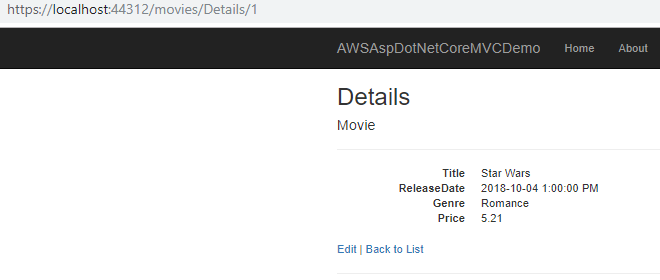 https://localhost:44312/movies/Details/1
AWSAspDotNetCoreMVCDemo Home About
Details
Movie
Title Star Wars
ReleaseDate 2018-10-04 1:00:00 PM
Genre Romance
Price 5.21
Edit | Back to List